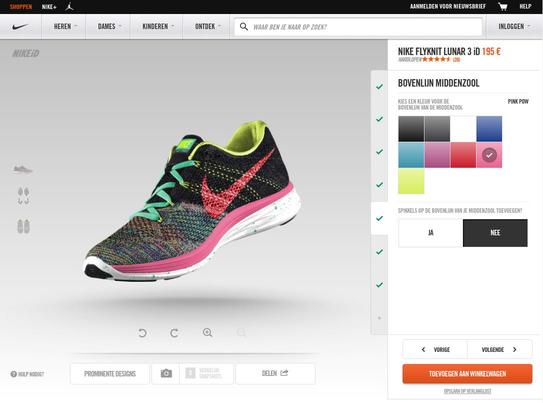 SHOPPEN NIKE+ AANMELDEN VOOR NIEUWSBRIEF HELP
HEREN DAMES KINDEREN ONTDEK WAAR BEN JE NAAR OP ZOEK? INLOGGEN
NIKEiD
NIKE FLYKNIT LUNAR 3 iD 195 €
HARDLOPEN (28)
BOVENLIJN MIDDENZOOL
KIES EEN KLEUR VOOR DE
BOVENLIJN VAN DE MIDDENZOOL
PINK POW
SPIKKELS OP DE BOVENLIJN VAN JE MIDDENZOOL TOEVOEGEN?
JA NEE
VORIGE VOLGENDE
HULP NODIG? PROMINENTE DESIGNS DELEN
TOEVOEGEN AAN WINKELWAGEN
OPSLAAN OP VERLANGLIJST